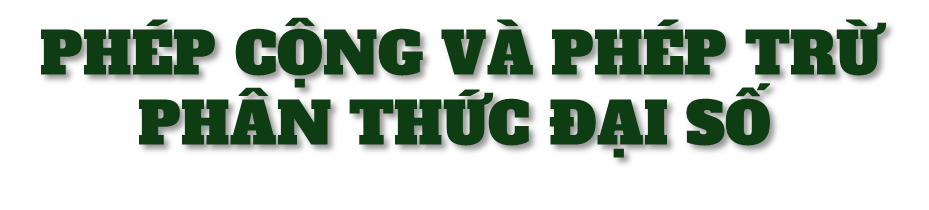 PHÉP CỘNG VÀ PHÉP TRỪ
PHÂN THỨC ĐẠI SỐ